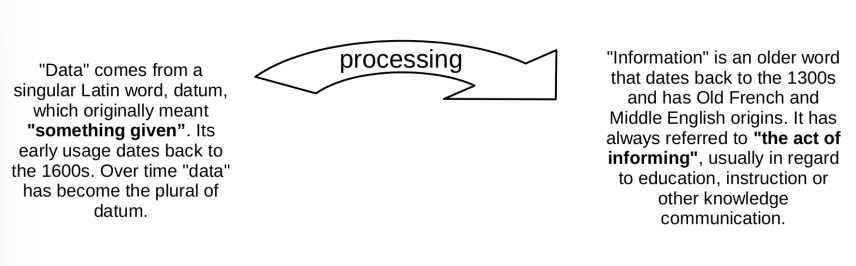 "Data" comes from a
singular Latin word, datum,
which originally meant
"something given”. Its
early usage dates back to
the 1600s. Over time "data"
has become the plural of
datum.
processing
"Information" is an older word
that dates back to the 1300s
and has Old French and
Middle English origins. It has
always referred to "the act of
informing", usually in regard
to education, instruction or
other knowledge
communication.